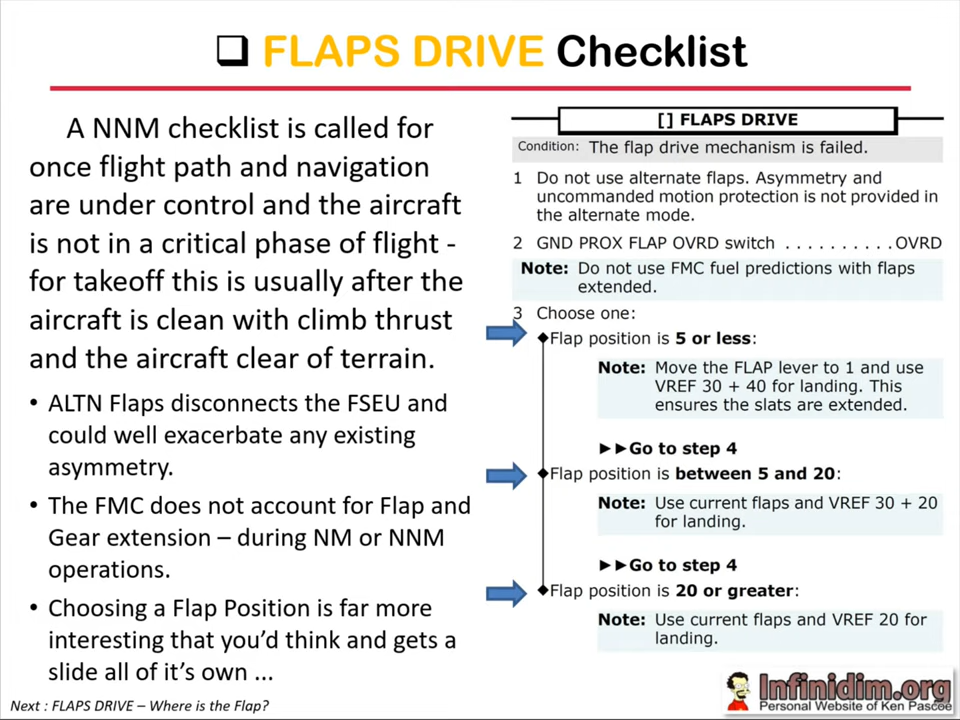 ❑ FLAPS DRIVE Checklist
A NNM checklist is called for
once flight path and navigation
are under control and the aircraft
is not in a critical phase of flight -
for takeoff this is usually after the
aircraft is clean with climb thrust
and the aircraft clear of terrain.
• ALTN Flaps disconnects the FSEU and
could well exacerbate any existing
asymmetry.
• The FMC does not account for Flap and
Gear extension – during NM or NNM
operations.
• Choosing a Flap Position is far more
interesting that you'd think and gets a
slide all of it's own ...
Next : FLAPS DRIVE – Where is the Flap?
[] FLAPS DRIVE
Condition: The flap drive mechanism is failed.
1 Do not use alternate flaps. Asymmetry and
uncommanded motion protection is not provided in
the alternate mode.
2 GND PROX FLAP OVRD switch . . . . . . . . . . OVRD
Note: Do not use FMC fuel predictions with flaps
extended.
3 Choose one:
◆Flap position is 5 or less:
Note: Move the FLAP lever to 1 and use
VREF 30 + 40 for landing. This
ensures the slats are extended.
►►Go to step 4
◆Flap position is between 5 and 20:
Note: Use current flaps and VREF 30 + 20
for landing.
►►Go to step 4
◆Flap position is 20 or greater:
Note: Use current flaps and VREF 20 for
landing.
Infinidim.org
Personal Website of Ken Pascoe